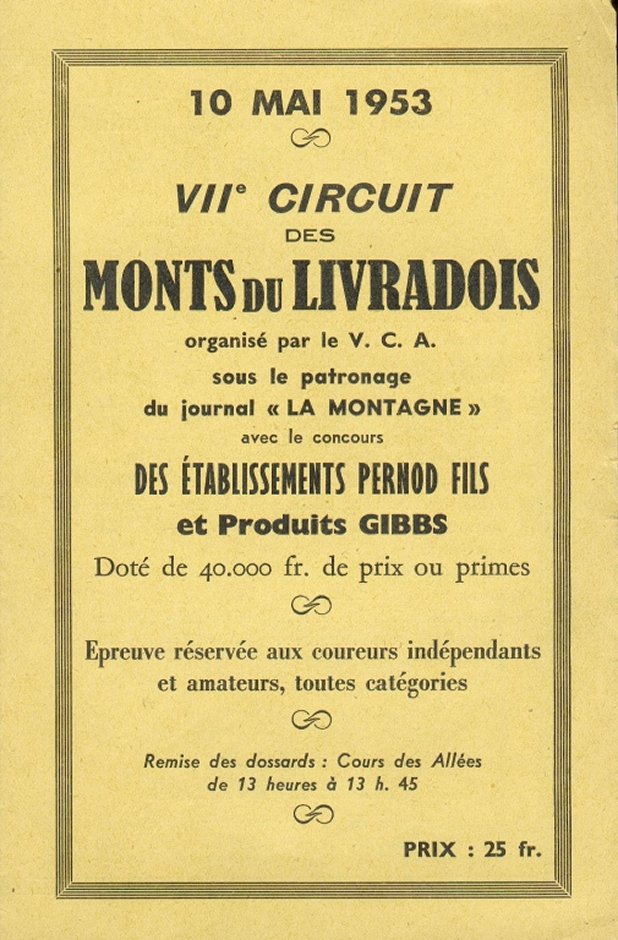 10 MAI 1953
VIIe CIRCUIT
DES
MONTS DU LIVRADOIS
organisé par le V. C. A.
sous le patronage
du journal « LA MONTAGNE »
avec le concours
DES ÉTABLISSEMENTS PERNOD FILS
et Produits GIBBS
Doté de 40.000 fr. de prix ou primes
Epreuve réservée aux coureurs indépendants
et amateurs, toutes catégories
Remise des dossards : Cours des Allées
de 13 heures à 13 h. 45
PRIX : 25 fr.